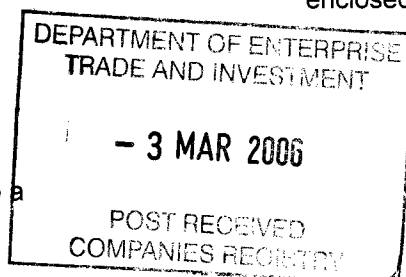 enclosed
DEPARTMENT OF ENTERPRISE
TRADE AND INVESTMENT
- 3 MAR 2006
a
POST RECEIVED
COMPANIES REGISTRY